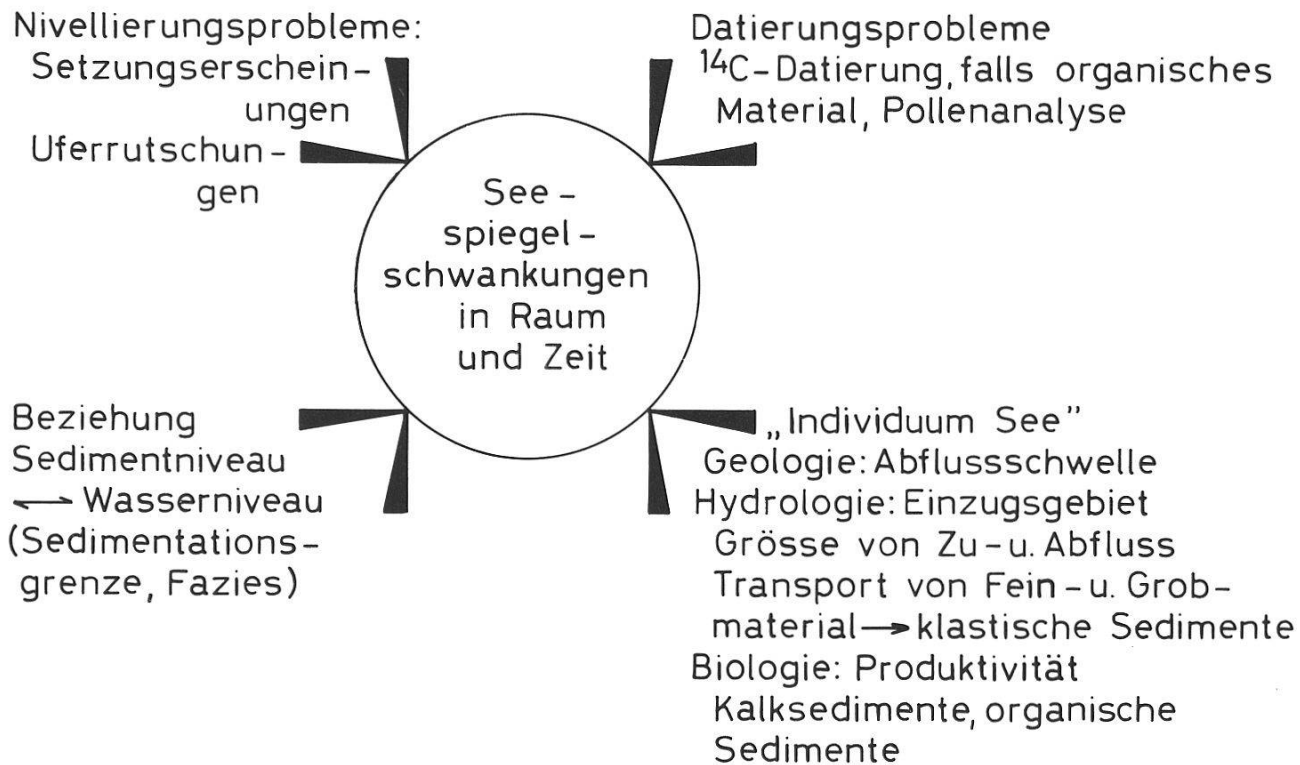 Nivellierungsprobleme:
Setzungserschein-
ungen
Uferrutschun-
gen
Datierungsprobleme
¹⁴C-Datierung, falls organisches
Material, Pollenanalyse
See-
spiegel-
schwankungen
in Raum
und Zeit
Beziehung
Sedimentniveau
⟷ Wasserniveau
(Sedimentations-
grenze, Fazies)
„Individuum See”
Geologie: Abflussschwelle
Hydrologie: Einzugsgebiet
Grösse von Zu- u. Abfluss
Transport von Fein- u. Grob-
material → klastische Sedimente
Biologie: Produktivität
Kalksedimente, organische
Sedimente